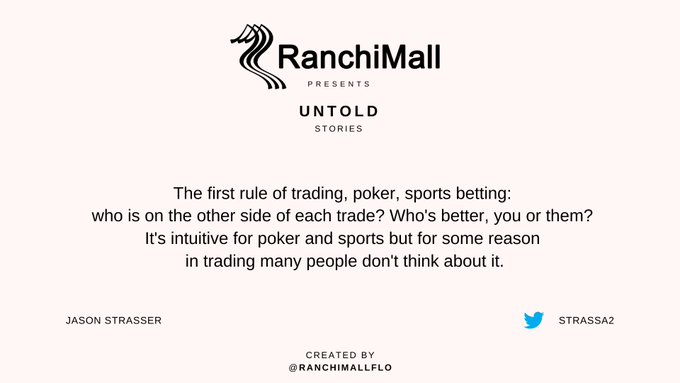 RanchiMall
PRESENTS
UNTOLD
STORIES
The first rule of trading, poker, sports betting:
who is on the other side of each trade? Who's better, you or them?
It's intuitive for poker and sports but for some reason
in trading many people don't think about it.
JASON STRASSER
STRASSA2
CREATED BY
@RANCHIMALLFLO